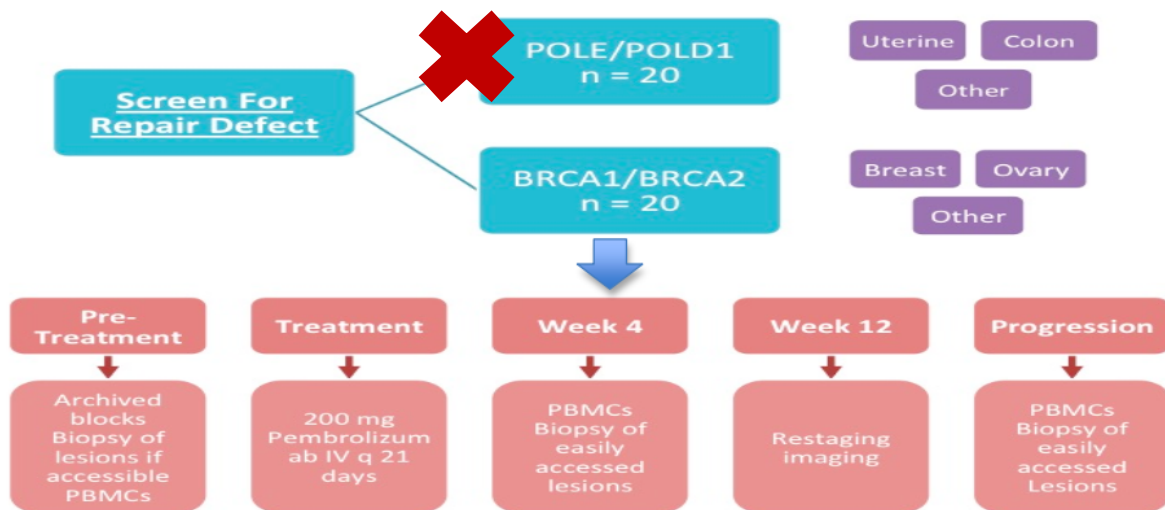 Screen For
Repair Defect
POLE/POLD1
n = 20
Uterine
Colon
Other
BRCA1/BRCA2
n = 20
Breast
Ovary
Other
Pre-
Treatment
Treatment
Week 4
Week 12
Progression
Archived
blocks
Biopsy of
lesions if
accessible
PBMCs
200 mg
Pembrolizum
ab IV q 21
days
PBMCs
Biopsy of
easily
accessed
lesions
Restaging
imaging
PBMCs
Biopsy of
easily
accessed
Lesions